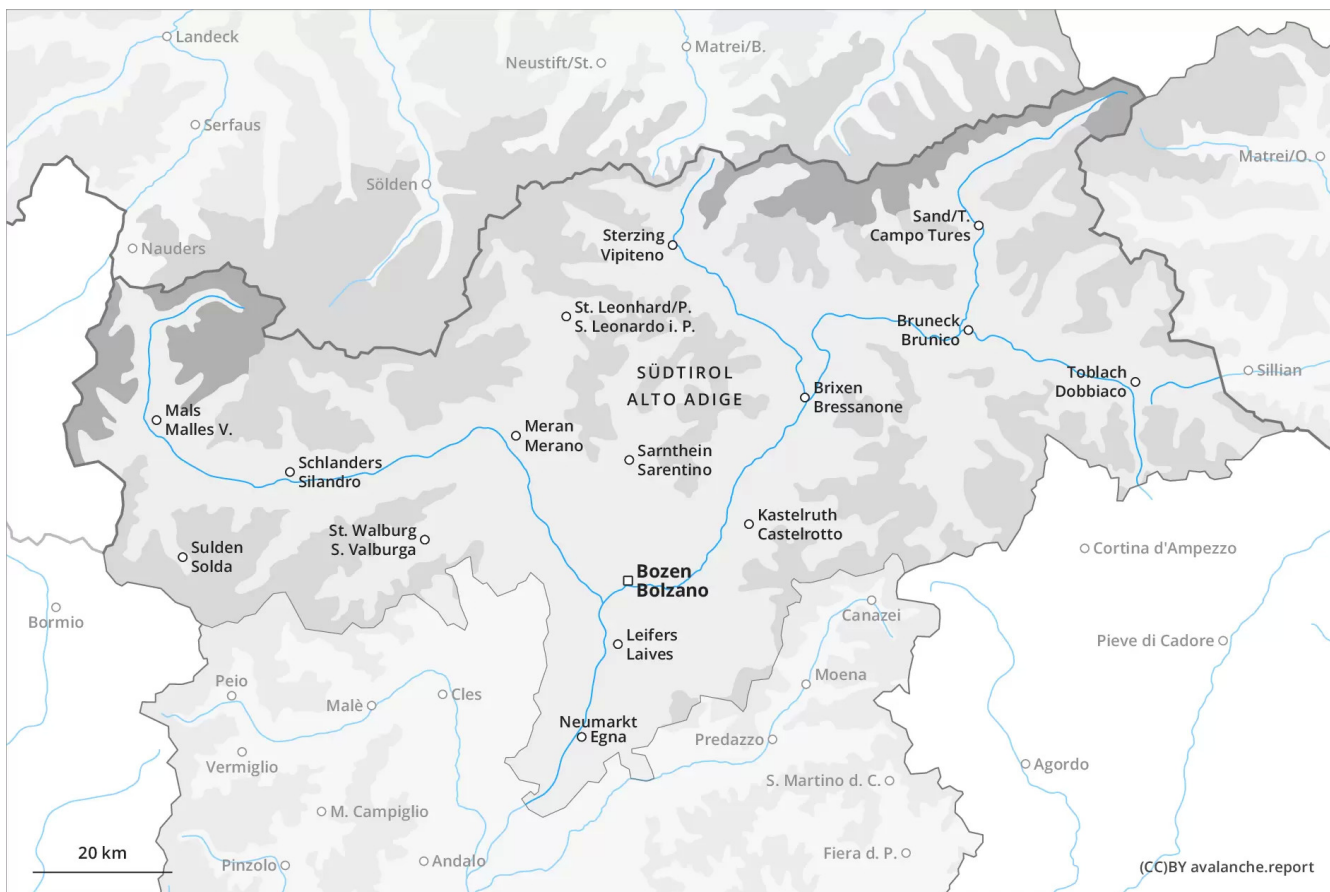 Landeck
Matrei/B.
Neustift/St.
Serfaus
Matrei/O.
Sölden
Sand/T.
Campo Tures
Sterzing
Vipiteno
Nauders
St. Leonhard/P.
S. Leonardo i. P.
Bruneck
Brunico
SÜDTIROL
ALTO ADIGE
Toblach
Dobbiaco
Sillian
Brixen
Bressanone
Mals
Malles V.
Meran
Merano
Sarnthein
Sarentino
Schlanders
Silandro
Kastelruth
Castelrotto
St. Walburg
S. Valburga
Sulden
Solda
Cortina d'Ampezzo
Bozen
Bolzano
Bormio
Canazei
Leifers
Laives
Pieve di Cadore
Peio
Moena
Malè
Cles
Neumarkt
Egna
Predazzo
Vermiglio
Agordo
S. Martino d. C.
M. Campiglio
20 km
Pinzolo
Andalo
Fiera d. P.
(CC)BY avalanche.report